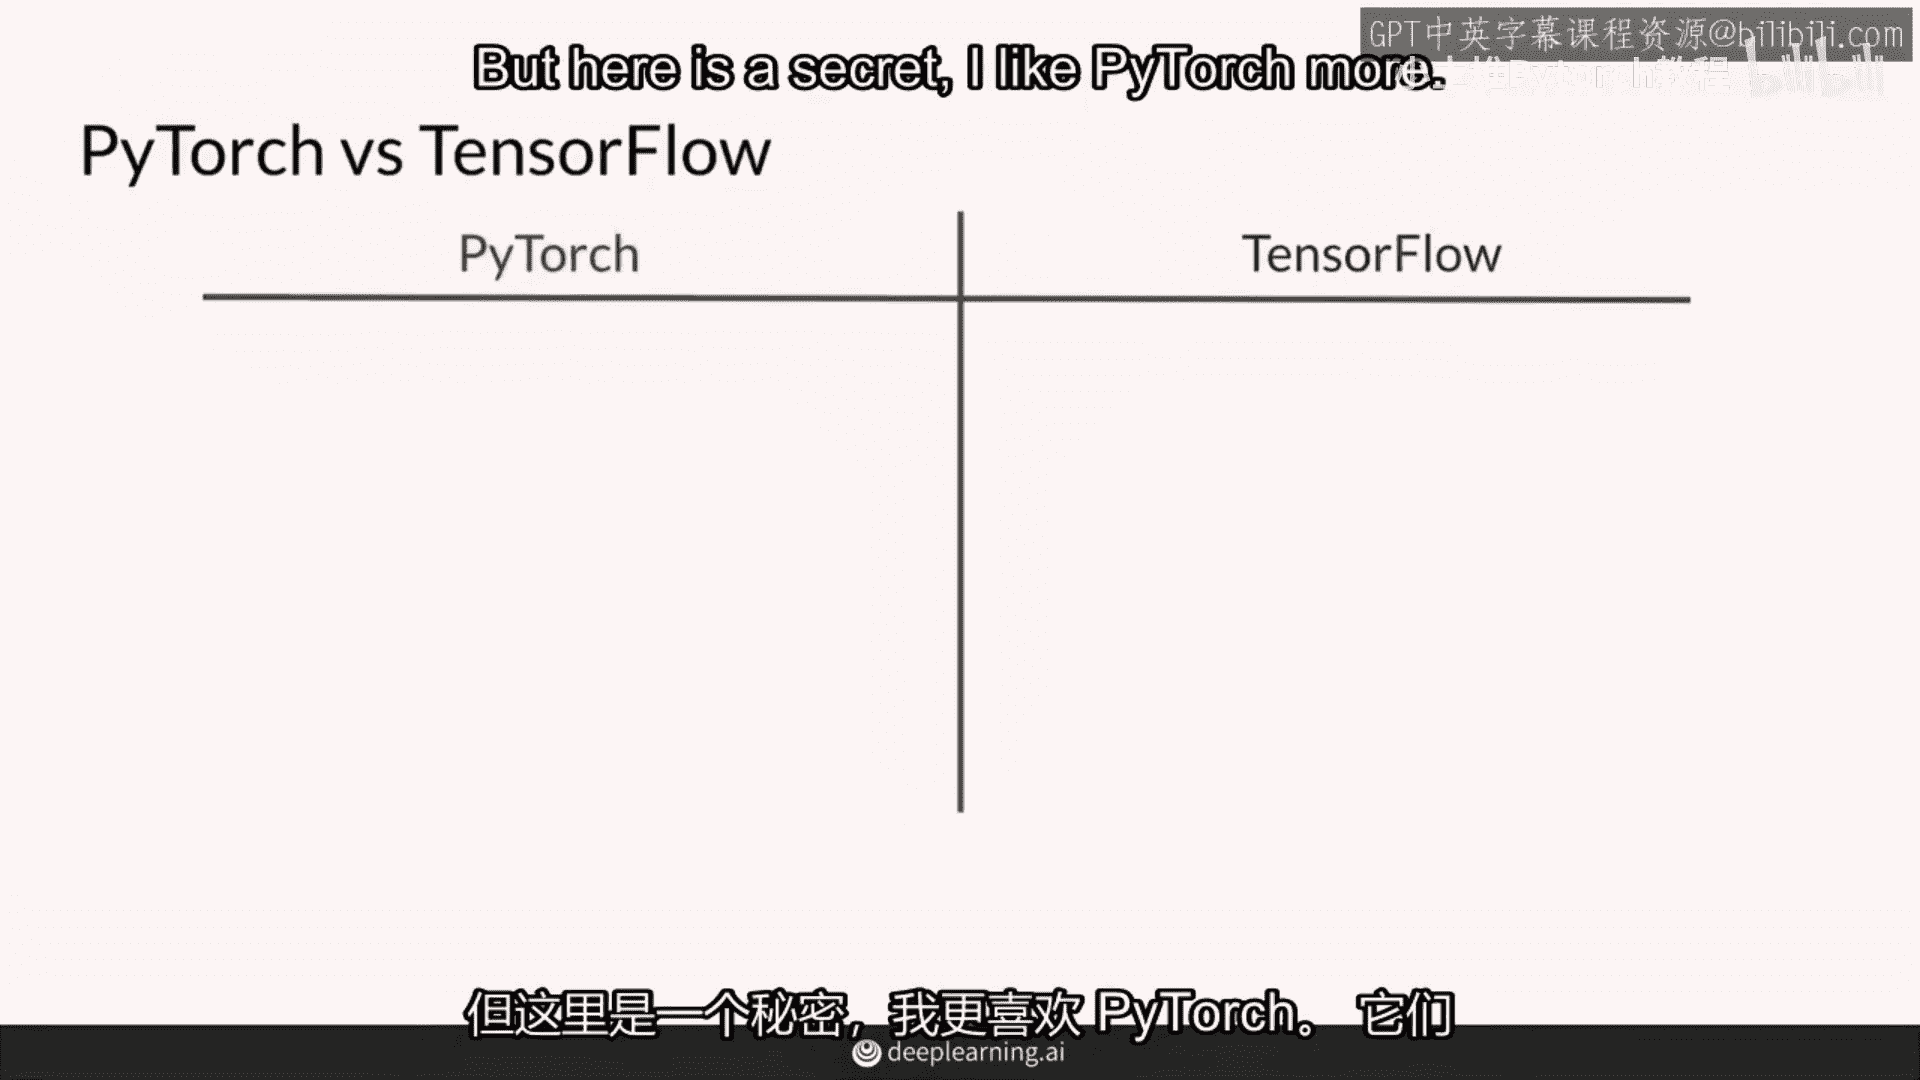 GPT中英字幕课程资源@bilibili.com
But here is a secret, I like PyTorch more.
PyTorch vs TensorFlow
PyTorch
TensorFlow
但这里是一个秘密，我更喜欢 PyTorch。 它们
deeplearning.ai